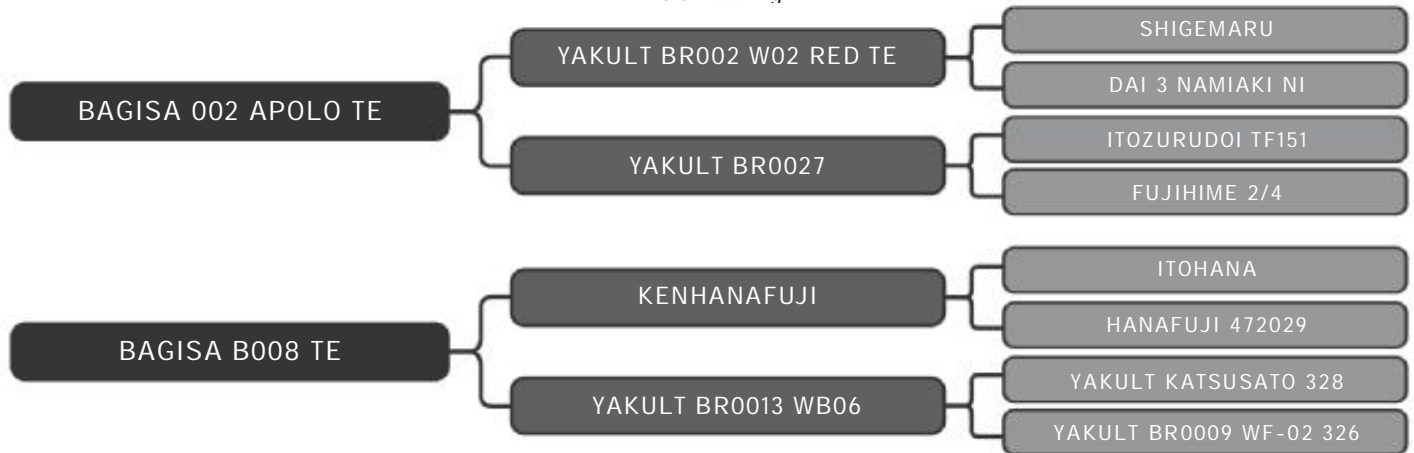 BAGISA 002 APOLO TE
YAKULT BR002 W02 RED TE
SHIGEMARU
DAI 3 NAMIAKI NI
YAKULT BR0027
ITOZURUDOI TF151
FUJIHIME 2/4
BAGISA B008 TE
KENHANAFUJI
ITOHANA
HANAFUJI 472029
YAKULT BR0013 WB06
YAKULT KATSUSATO 328
YAKULT BR0009 WF-02 326